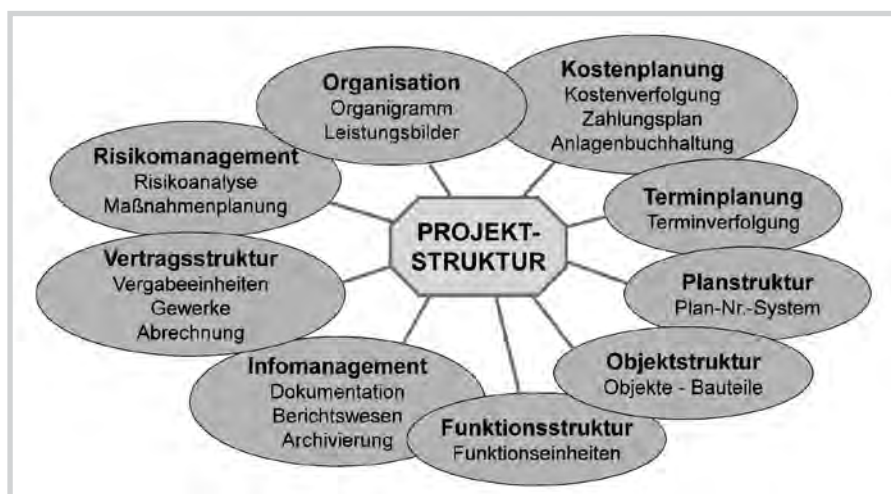 Organisation
Organigramm
Leistungsbilder
Kostenplanung
Kostenverfolgung
Zahlungsplan
Anlagenbuchhaltung
Risikomanagement
Risikoanalyse
Maßnahmenplanung
Terminplanung
Terminverfolgung
PROJEKT-
STRUKTUR
Vertragsstruktur
Vergabeeinheiten
Gewerke
Abrechnung
Planstruktur
Plan-Nr.-System
Infomanagement
Dokumentation
Berichtswesen
Archivierung
Objektstruktur
Objekte - Bauteile
Funktionsstruktur
Funktionseinheiten